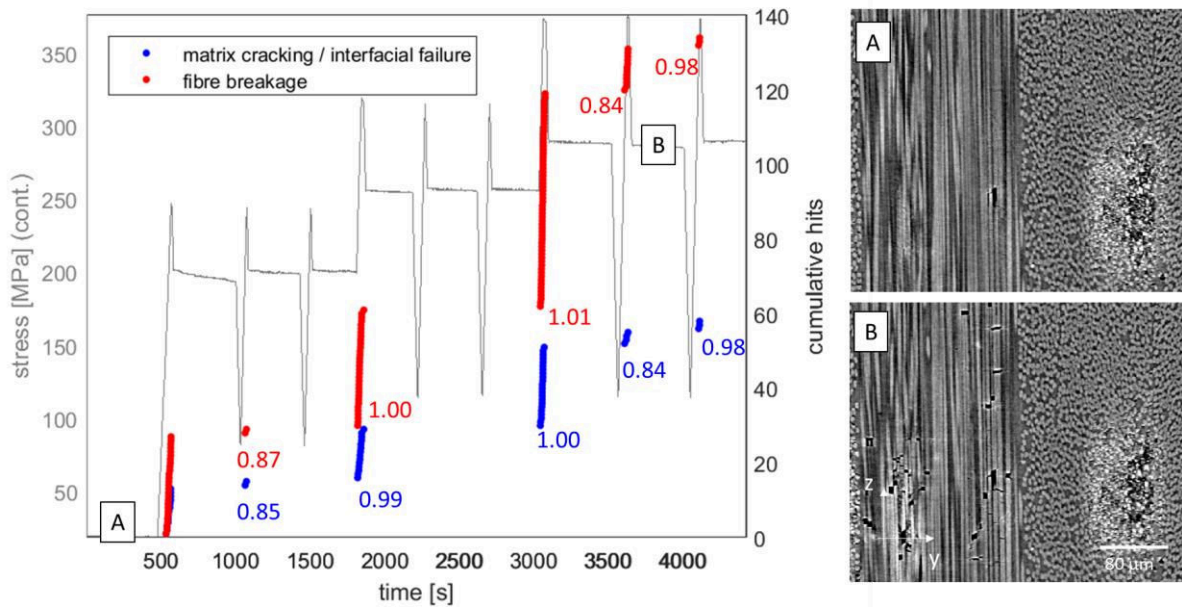 matrix cracking / interfacial failure
fibre breakage
stress [MPa] (cont.)
350
300
250
200
150
100
50
500
1000
1500
2000
2500
3000
3500
4000
time [s]
140
120
100
80
60
40
20
0
cumulative hits
A
B
0.87
0.85
1.00
0.99
1.01
1.00
0.84
0.84
0.98
0.98
A
B
z
y
80 μm